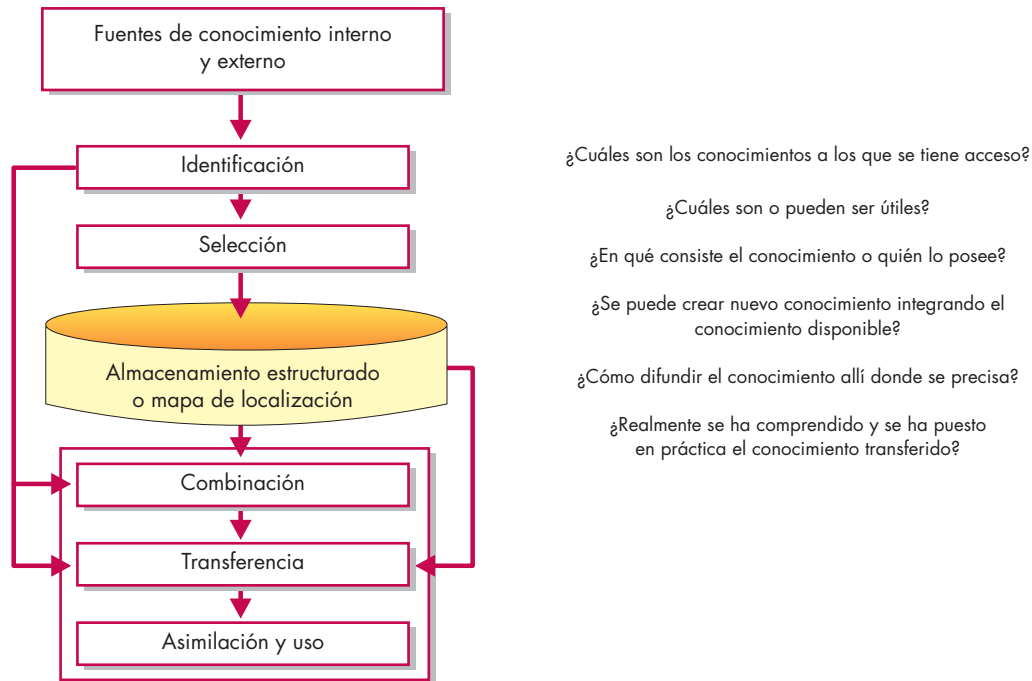 Fuentes de conocimiento interno
y externo
Identificación
Selección
Almacenamiento estructurado
o mapa de localización
Combinación
Transferencia
Asimilación y uso
¿Cuáles son los conocimientos a los que se tiene acceso?
¿Cuáles son o pueden ser útiles?
¿En qué consiste el conocimiento o quién lo posee?
¿Se puede crear nuevo conocimiento integrando el
conocimiento disponible?
¿Cómo difundir el conocimiento allí donde se precisa?
¿Realmente se ha comprendido y se ha puesto
en práctica el conocimiento transferido?